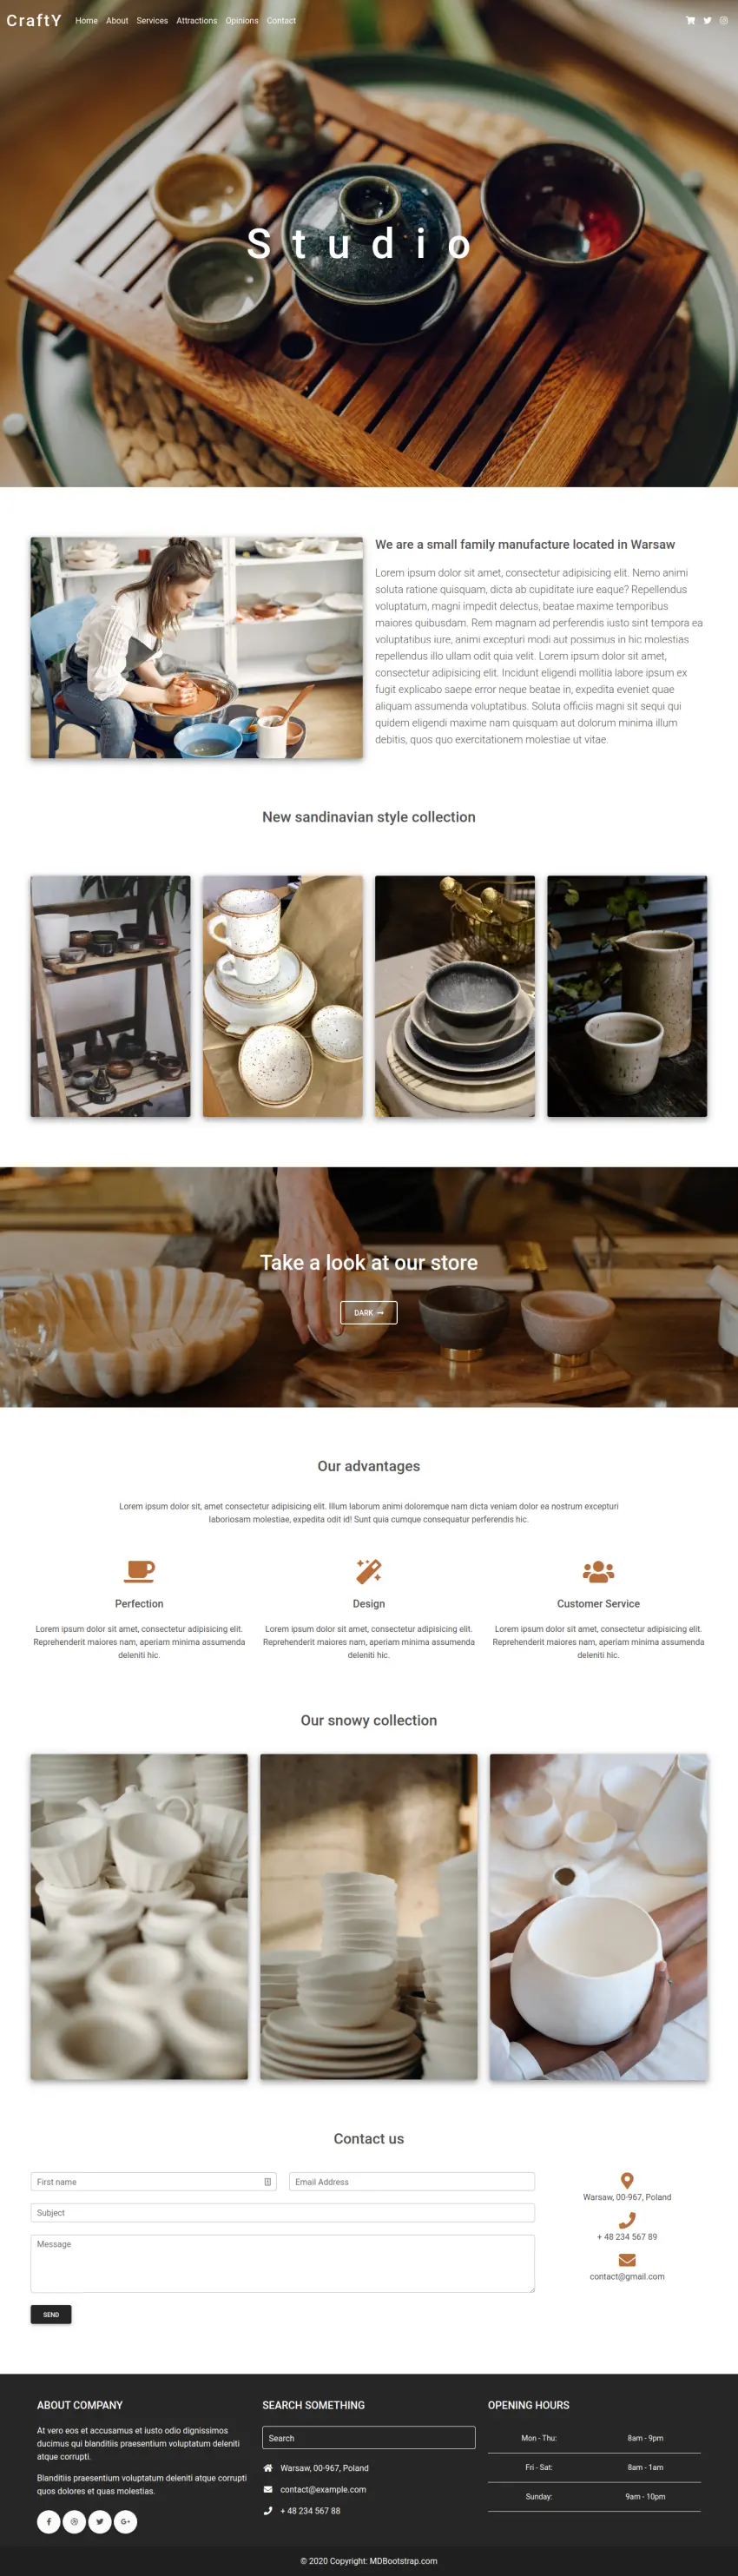 CraftY Home About Services Attractions Opinions Contact
Studio
We are a small family manufacture located in Warsaw
Lorem ipsum dolor sit amet, consectetur adipisicing elit. Nemo animi
soluta ratione quisquam, dicta ab cupiditate iure eaque? Repellendus
voluptatum, magni impedit delectus, beatae maxime temporibus
maiores quibusdam. Rem magnam ad perferendis iusto sint tempora ea
voluptatibus iure, animi excepturi modi aut possimus in hic molestias
repellendus illo ullam odit quia velit. Lorem ipsum dolor sit amet,
consectetur adipisicing elit. Incidunt eligendi mollitia labore ipsum ex
fugit explicabo saepe error neque beatae in, expedita eveniet quae
aliquam assumenda voluptatibus. Soluta officiis magni sit sequi qui
quidem eligendi maxime nam quisquam aut dolorum minima illum
debitis, quos quo exercitationem molestiae ut vitae.
New sandinavian style collection
Take a look at our store
DARK
Our advantages
Lorem ipsum dolor sit, amet consectetur adipisicing elit. Illum laborum animi doloremque nam dicta veniam dolor ea nostrum excepturi
laboriosam molestiae, expedita odit id! Sunt quia cumque consequatur perferendis hic.
Perfection
Lorem ipsum dolor sit amet, consectetur adipisicing elit.
Reprehenderit maiores nam, aperiam minima assumenda
deleniti hic.
Design
Lorem ipsum dolor sit amet, consectetur adipisicing elit.
Reprehenderit maiores nam, aperiam minima assumenda
deleniti hic.
Customer Service
Lorem ipsum dolor sit amet, consectetur adipisicing elit.
Reprehenderit maiores nam, aperiam minima assumenda
deleniti hic.
Our snowy collection
Contact us
First name
Email Address
Subject
Message
SEND
Warsaw, 00-967, Poland
+ 48 234 567 89
contact@gmail.com
ABOUT COMPANY
At vero eos et accusamus et iusto odio dignissimos
ducimus qui blanditiis praesentium voluptatum deleniti
atque corrupti.
Blanditiis praesentium voluptatum deleniti atque corrupti
quos dolores et quas molestias.
SEARCH SOMETHING
Search
Warsaw, 00-967, Poland
contact@example.com
+ 48 234 567 88
OPENING HOURS
Mon - Thu: 8am - 9pm
Fri - Sat: 8am - 1am
Sunday: 9am - 10pm
© 2020 Copyright: MDBootstrap.com